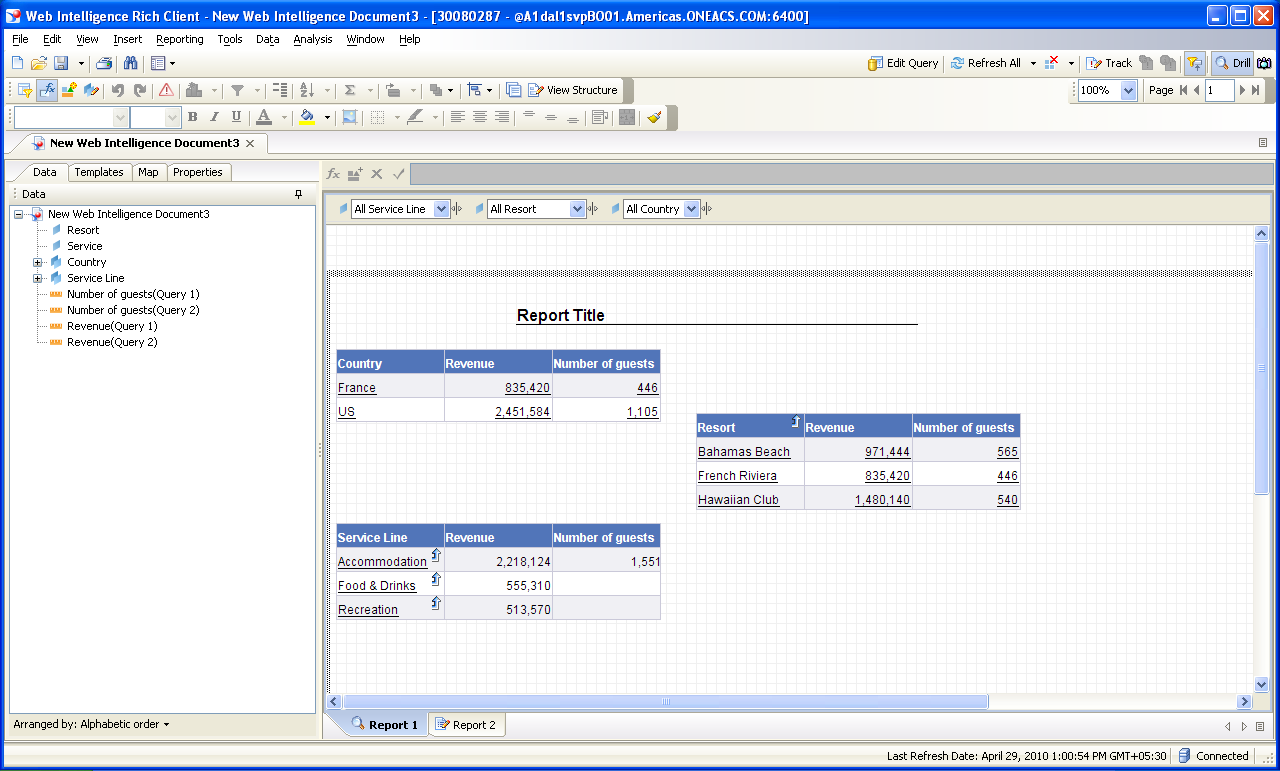 Web Intelligence Rich Client - New Web Intelligence Document3 - [30080287 - @A1dal1svpBO01.Americas.ONEACS.COM:6400]
File Edit View Insert Reporting Tools Data Analysis Window Help
Edit Query Refresh All Track Drill
View Structure 100% Page 1
B I U A
New Web Intelligence Document3
Data Templates Map Properties
Data
All Service Line All Resort All Country
New Web Intelligence Document3
Resort
Service
Country
Service Line
Number of guests(Query 1)
Number of guests(Query 2)
Revenue(Query 1)
Revenue(Query 2)
Report Title
Country Revenue Number of guests
France 835,420 446
US 2,451,584 1,105
Resort Revenue Number of guests
Bahamas Beach 971,444 565
French Riviera 835,420 446
Hawaiian Club 1,480,140 540
Service Line Revenue Number of guests
Accommodation 2,218,124 1,551
Food & Drinks 555,310
Recreation 513,570
Arranged by: Alphabetic order
Report 1 Report 2
Last Refresh Date: April 29, 2010 1:00:54 PM GMT+05:30 Connected